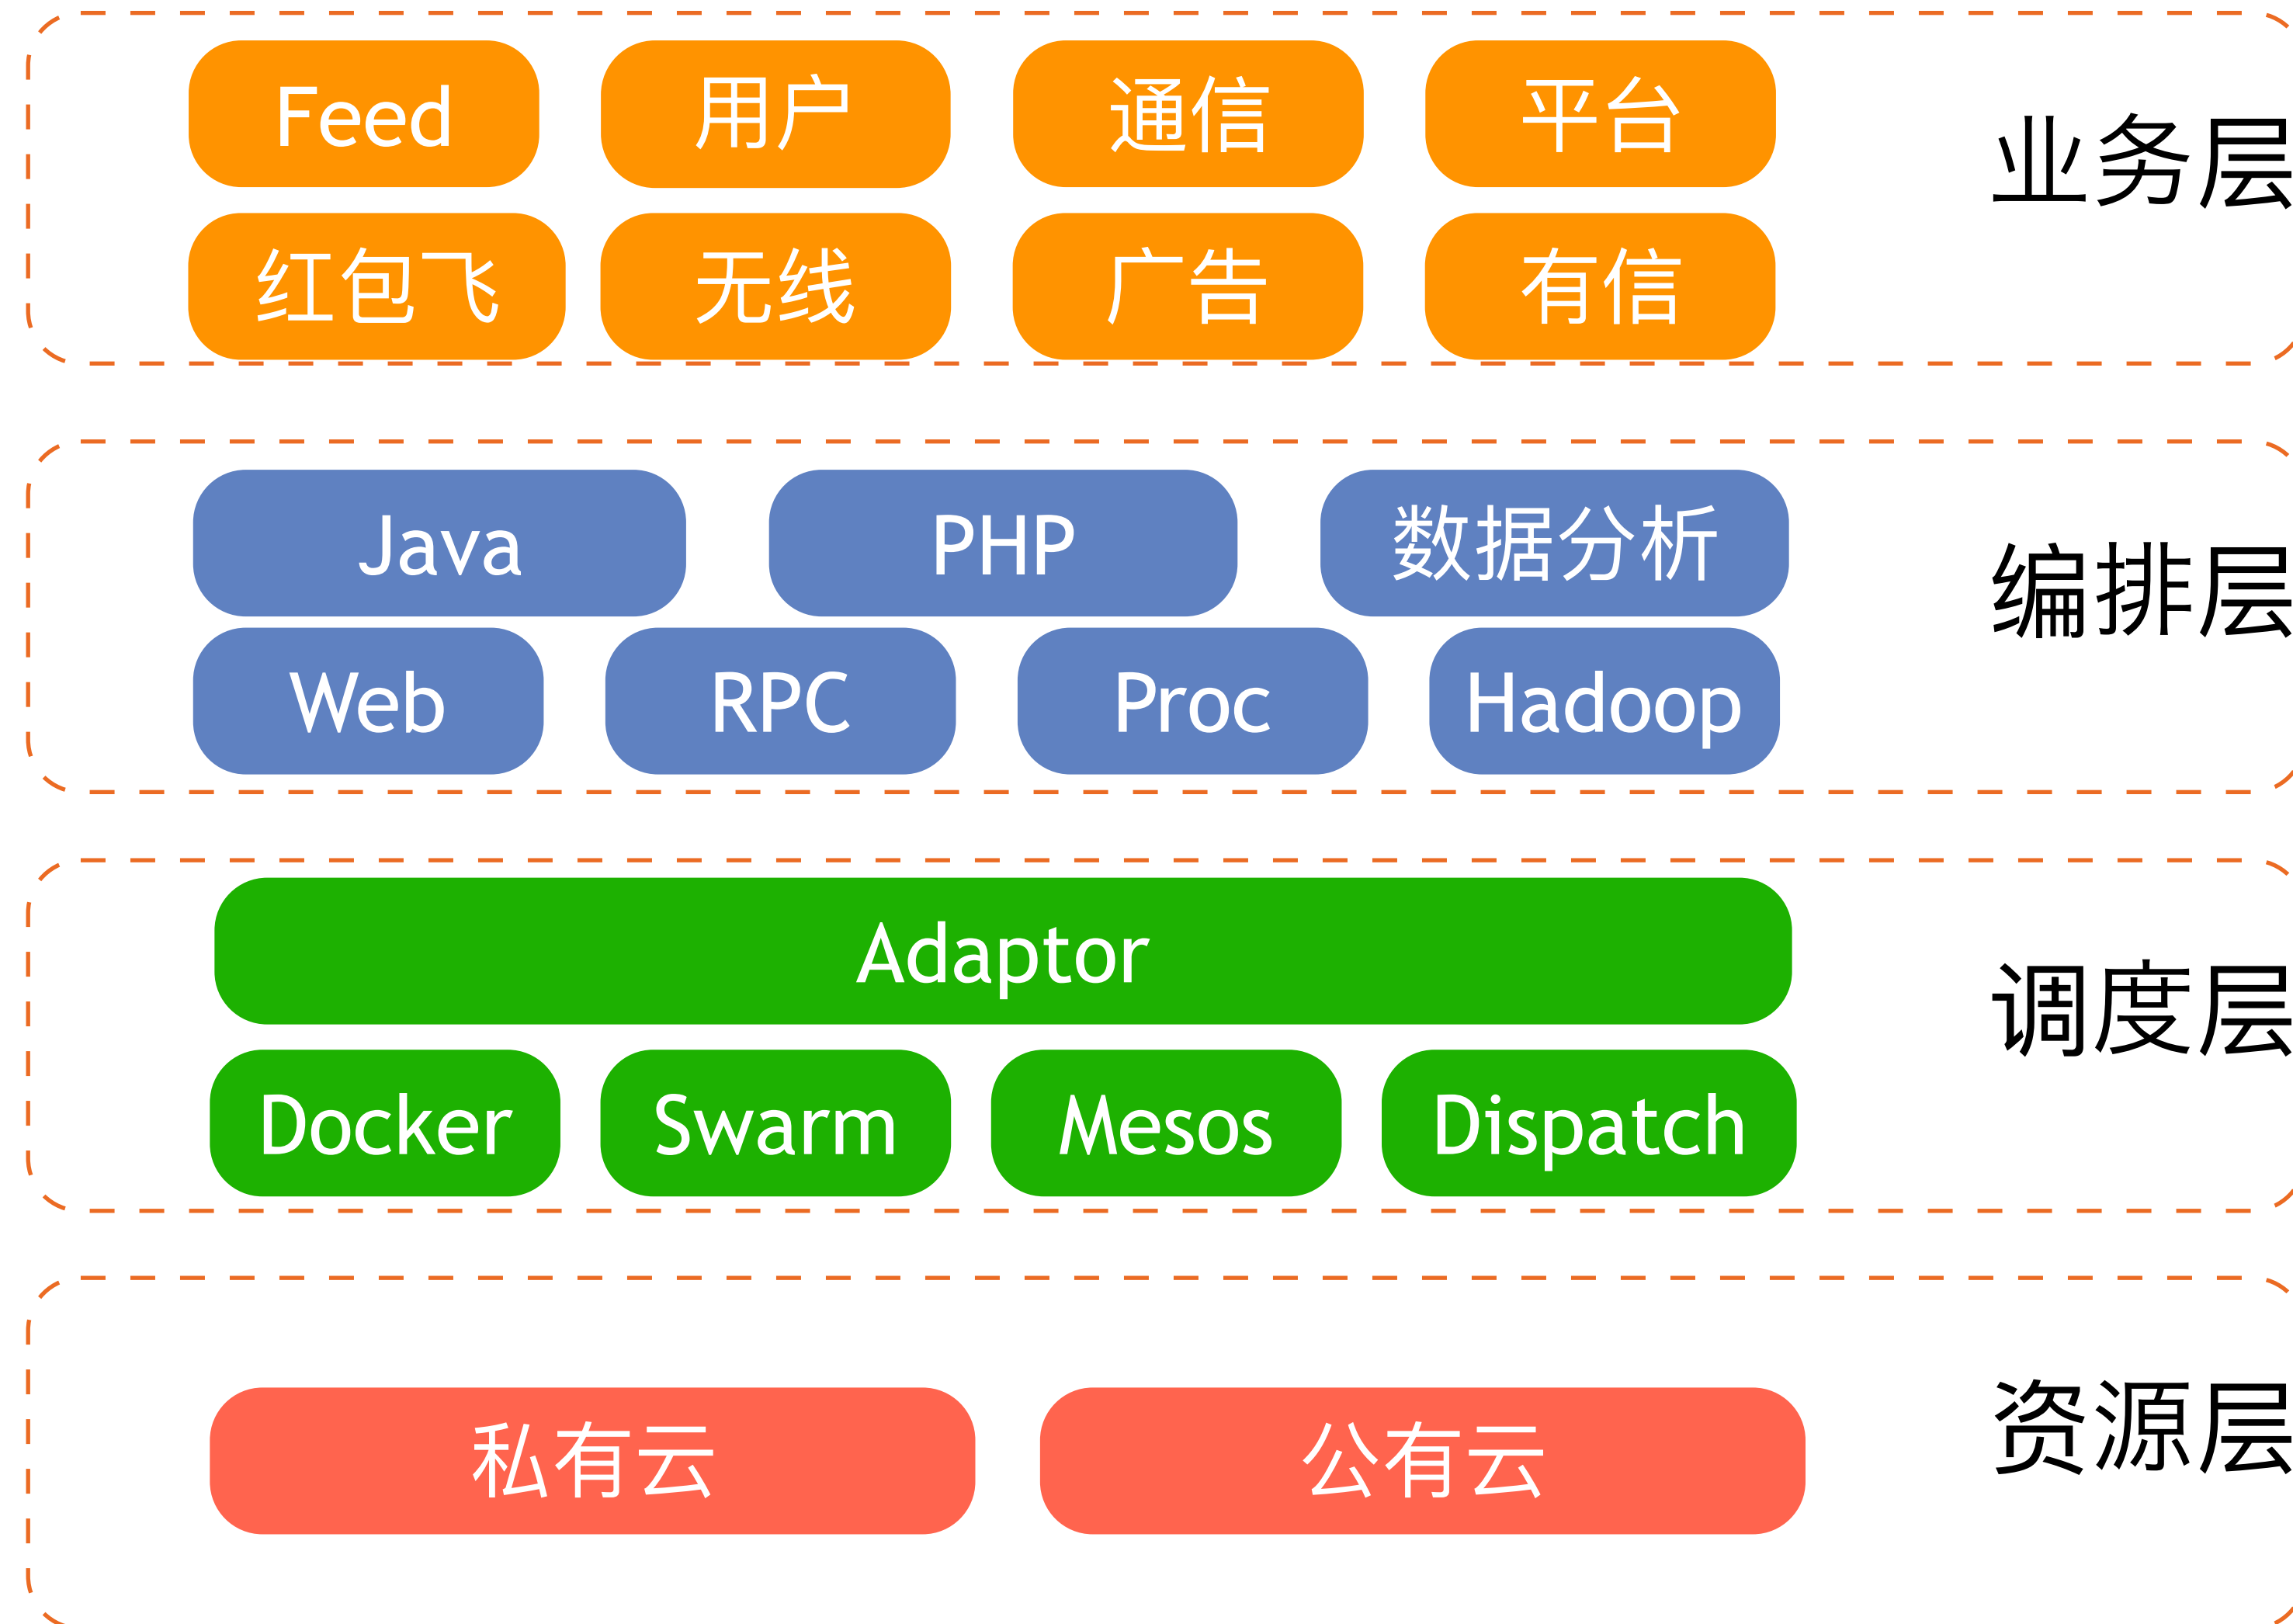 Feed 用户 通信 平台
业务层
红包飞 无线 广告 有信
Java PHP 数据分析
编排层
Web RPC Proc Hadoop
Adaptor
调度层
Docker Swarm Mesos Dispatch
私有云 公有云
资源层